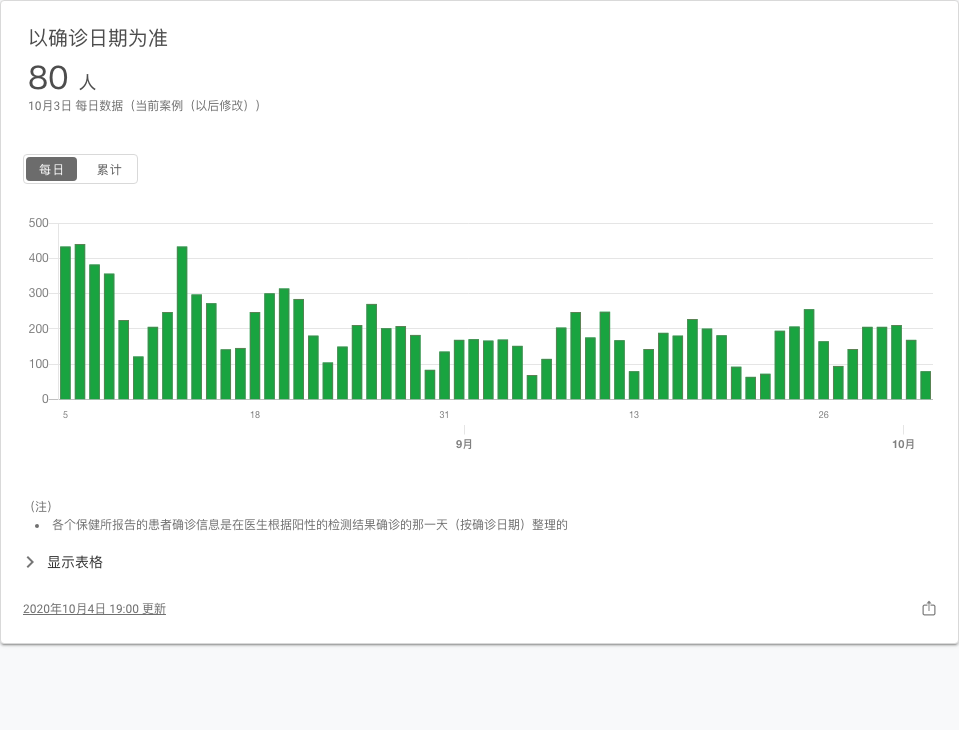 以确诊日期为准
80 人
10月3日 每日数据（当前案例（以后修改））
每日 累计
500
400
300
200
100
0
5 18 31 13 26
9月 10月
（注）
• 各个保健所报告的患者确诊信息是在医生根据阳性的检测结果确诊的那一天（按确诊日期）整理的
显示表格
2020年10月4日 19:00 更新